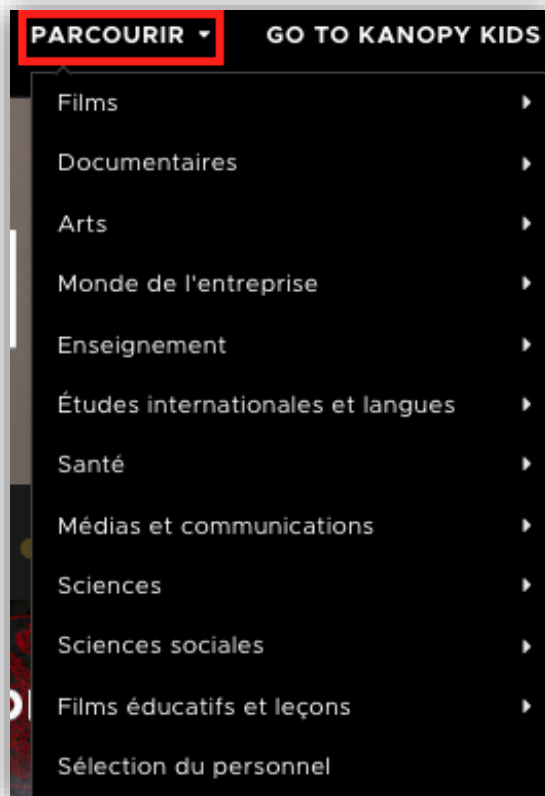 PARCOURIR GO TO KANOPY KIDS
Films
Documentaires
Arts
Monde de l'entreprise
Enseignement
Études internationales et langues
Santé
Médias et communications
Sciences
Sciences sociales
Films éducatifs et leçons
Sélection du personnel